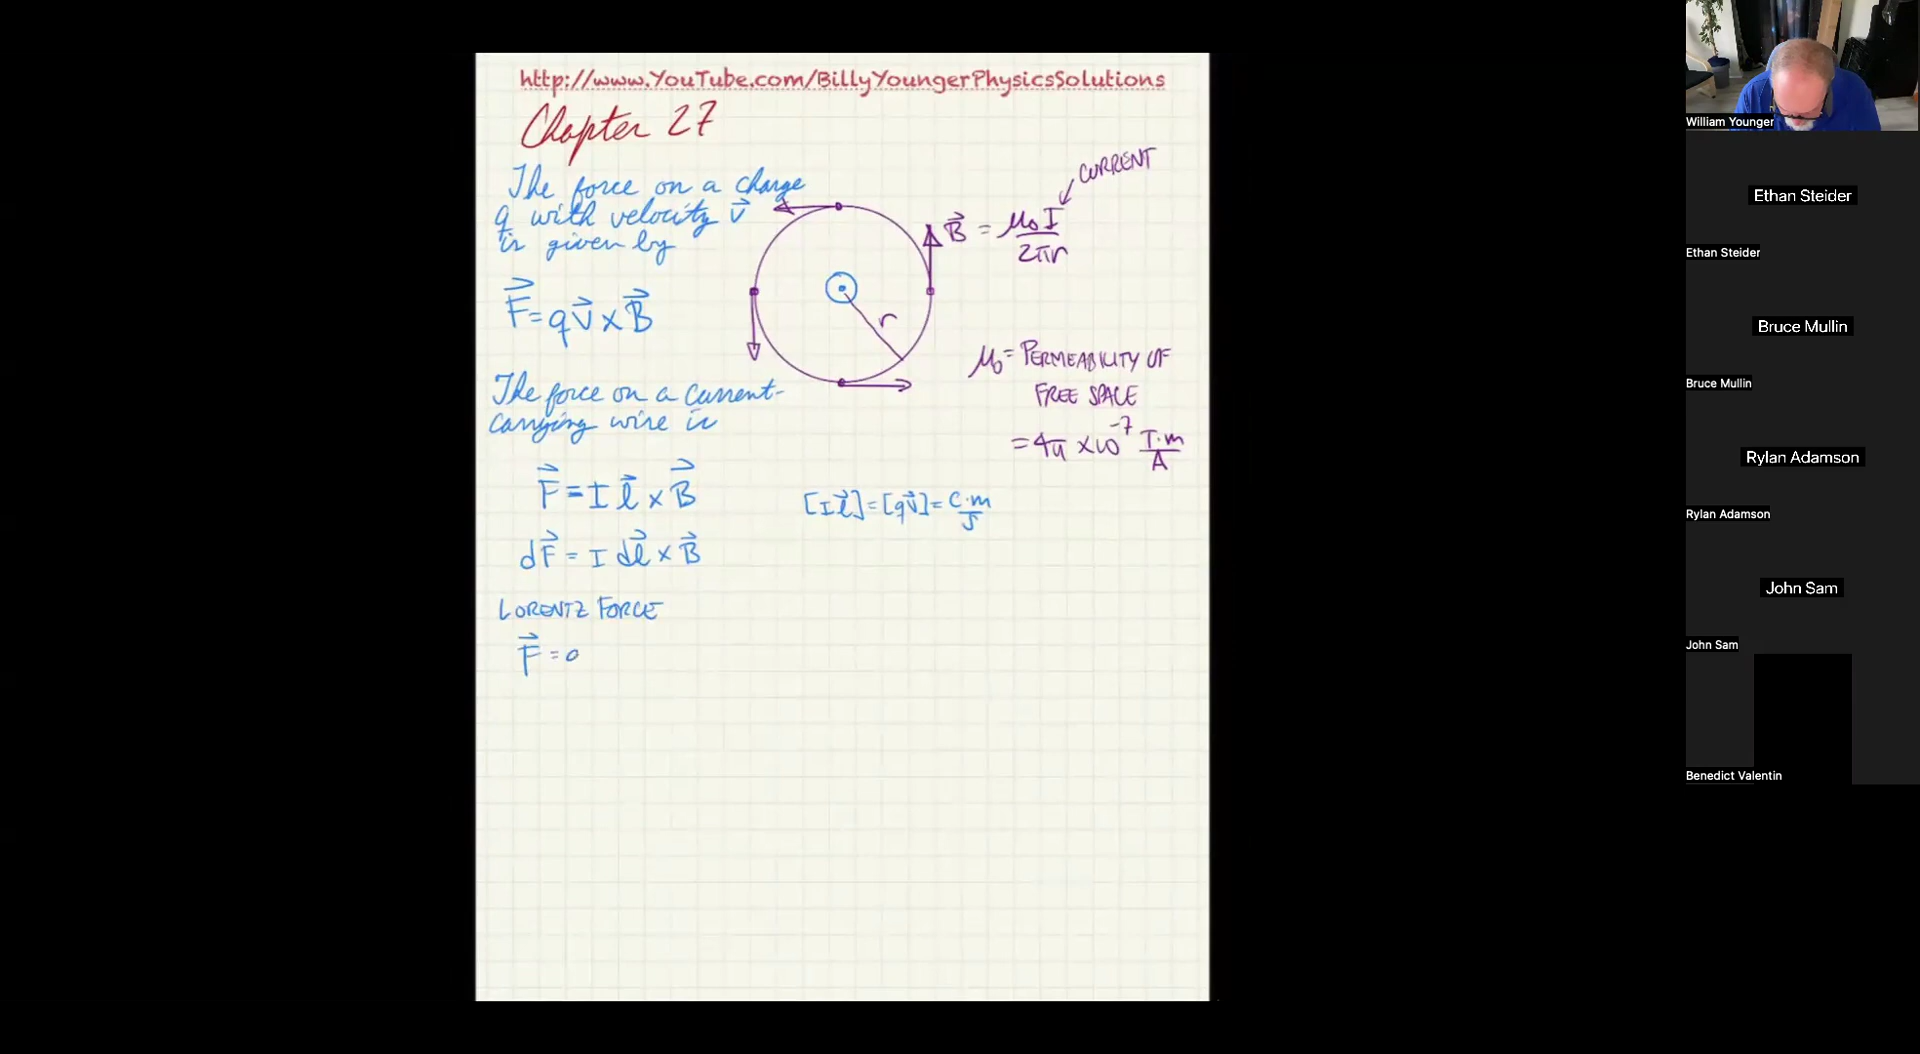 http://www.YouTube.com/BillyYoungerPhysicsSolutions
Chapter 27
The force on a charge
q with velocity v⃗
is given by
F⃗ = qv⃗ × B⃗
CURRENT
B⃗ = μ₀I / 2πr
r
μ₀ = PERMEABILITY OF
FREE SPACE
= 4π × 10⁻⁷ T·m / A
The force on a current-
carrying wire is
F⃗ = I l⃗ × B⃗
[I l⃗] = [qv⃗] = C·m / s
dF⃗ = I dl⃗ × B⃗
LORENTZ FORCE
F⃗ = o
William Younger
Ethan Steider
Ethan Steider
Bruce Mullin
Bruce Mullin
Rylan Adamson
Rylan Adamson
John Sam
John Sam
Benedict Valentin